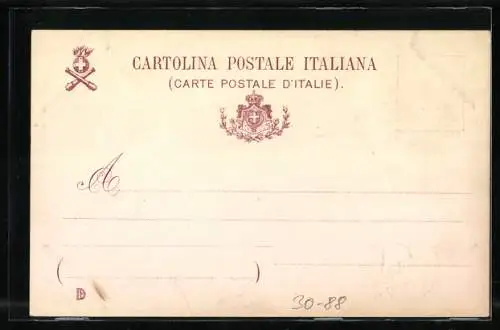 CARTOLINA POSTALE ITALIANA
(CARTE POSTALE D'ITALIE).
A
(                    )
D
30-88